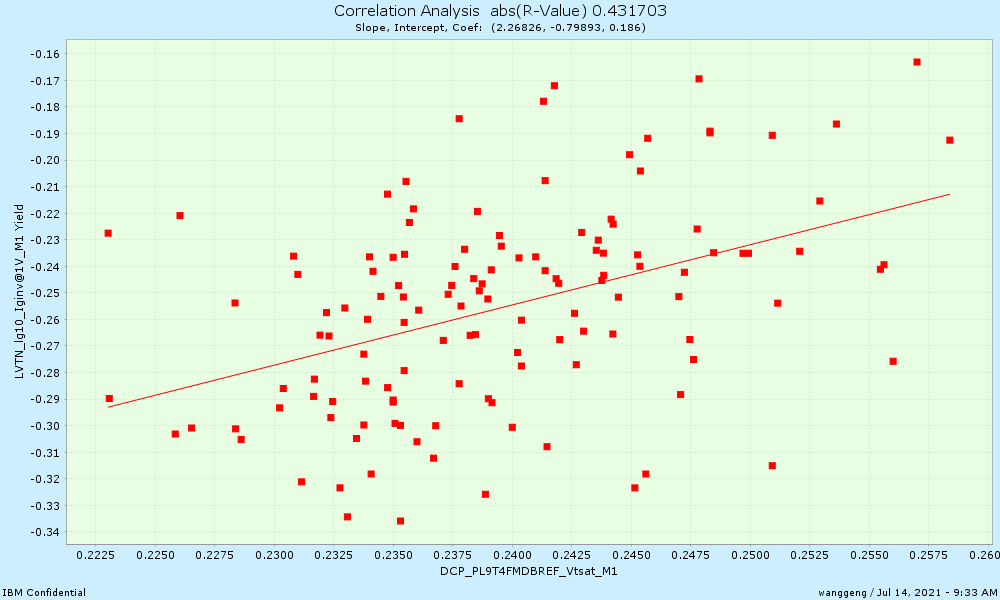 Correlation Analysis  abs(R-Value) 0.431703
Slope, Intercept, Coef:  (2.26826, -0.79893, 0.186)
LVTN_lg10_Iginv@1V_M1 Yield
-0.16
-0.17
-0.18
-0.19
-0.20
-0.21
-0.22
-0.23
-0.24
-0.25
-0.26
-0.27
-0.28
-0.29
-0.30
-0.31
-0.32
-0.33
-0.34
0.2225 0.2250 0.2275 0.2300 0.2325 0.2350 0.2375 0.2400 0.2425 0.2450 0.2475 0.2500 0.2525 0.2550 0.2575 0.260
DCP_PL9T4FMDBREF_Vtsat_M1
IBM Confidential
wanggeng / Jul 14, 2021 - 9:33 AM